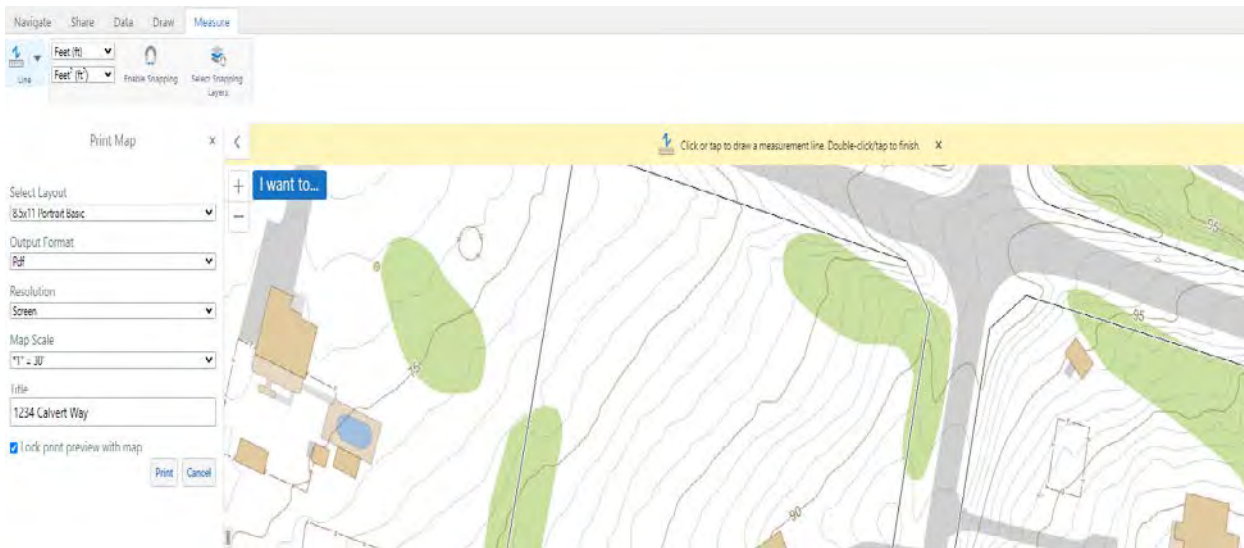 Navigate Share Data Draw Measure
Line
Feet (ft)
Feet² (ft²)
Enable Snapping
Select Snapping
Layers
Print Map x
Click or tap to draw a measurement line. Double-click/tap to finish. x
I want to...
+
−
Select Layout
8.5x11 Portrait Basic
Output Format
Pdf
Resolution
Screen
Map Scale
"1" = 30'
Title
1234 Calvert Way
Lock print preview with map
Print Cancel
95
95
75
90